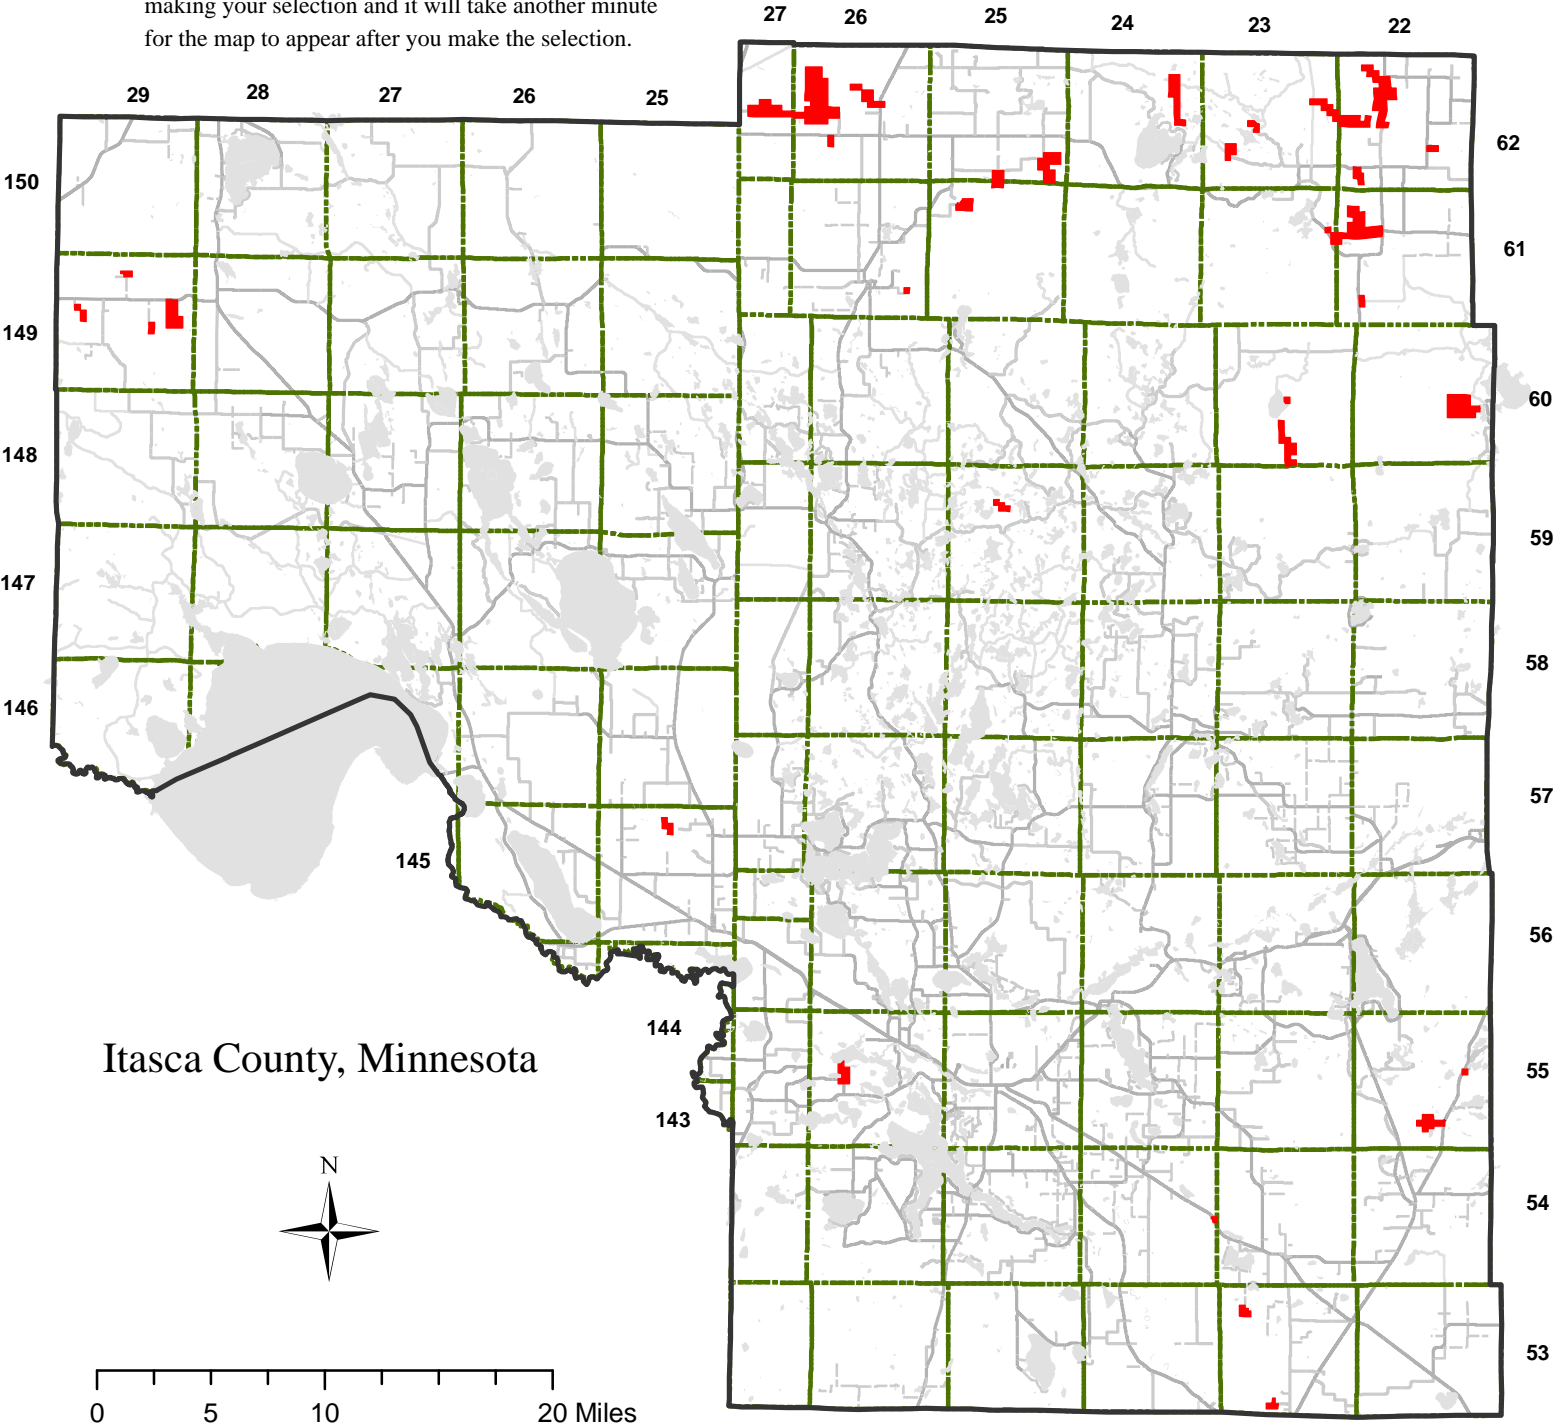 making your selection and it will take another minute
for the map to appear after you make the selection.
27 26 25 24 23 22
29 28 27 26 25
62
150
61
149
60
148
59
147
58
146
57
145
56
144
Itasca County, Minnesota
55
143
N
54
53
0 5 10 20 Miles